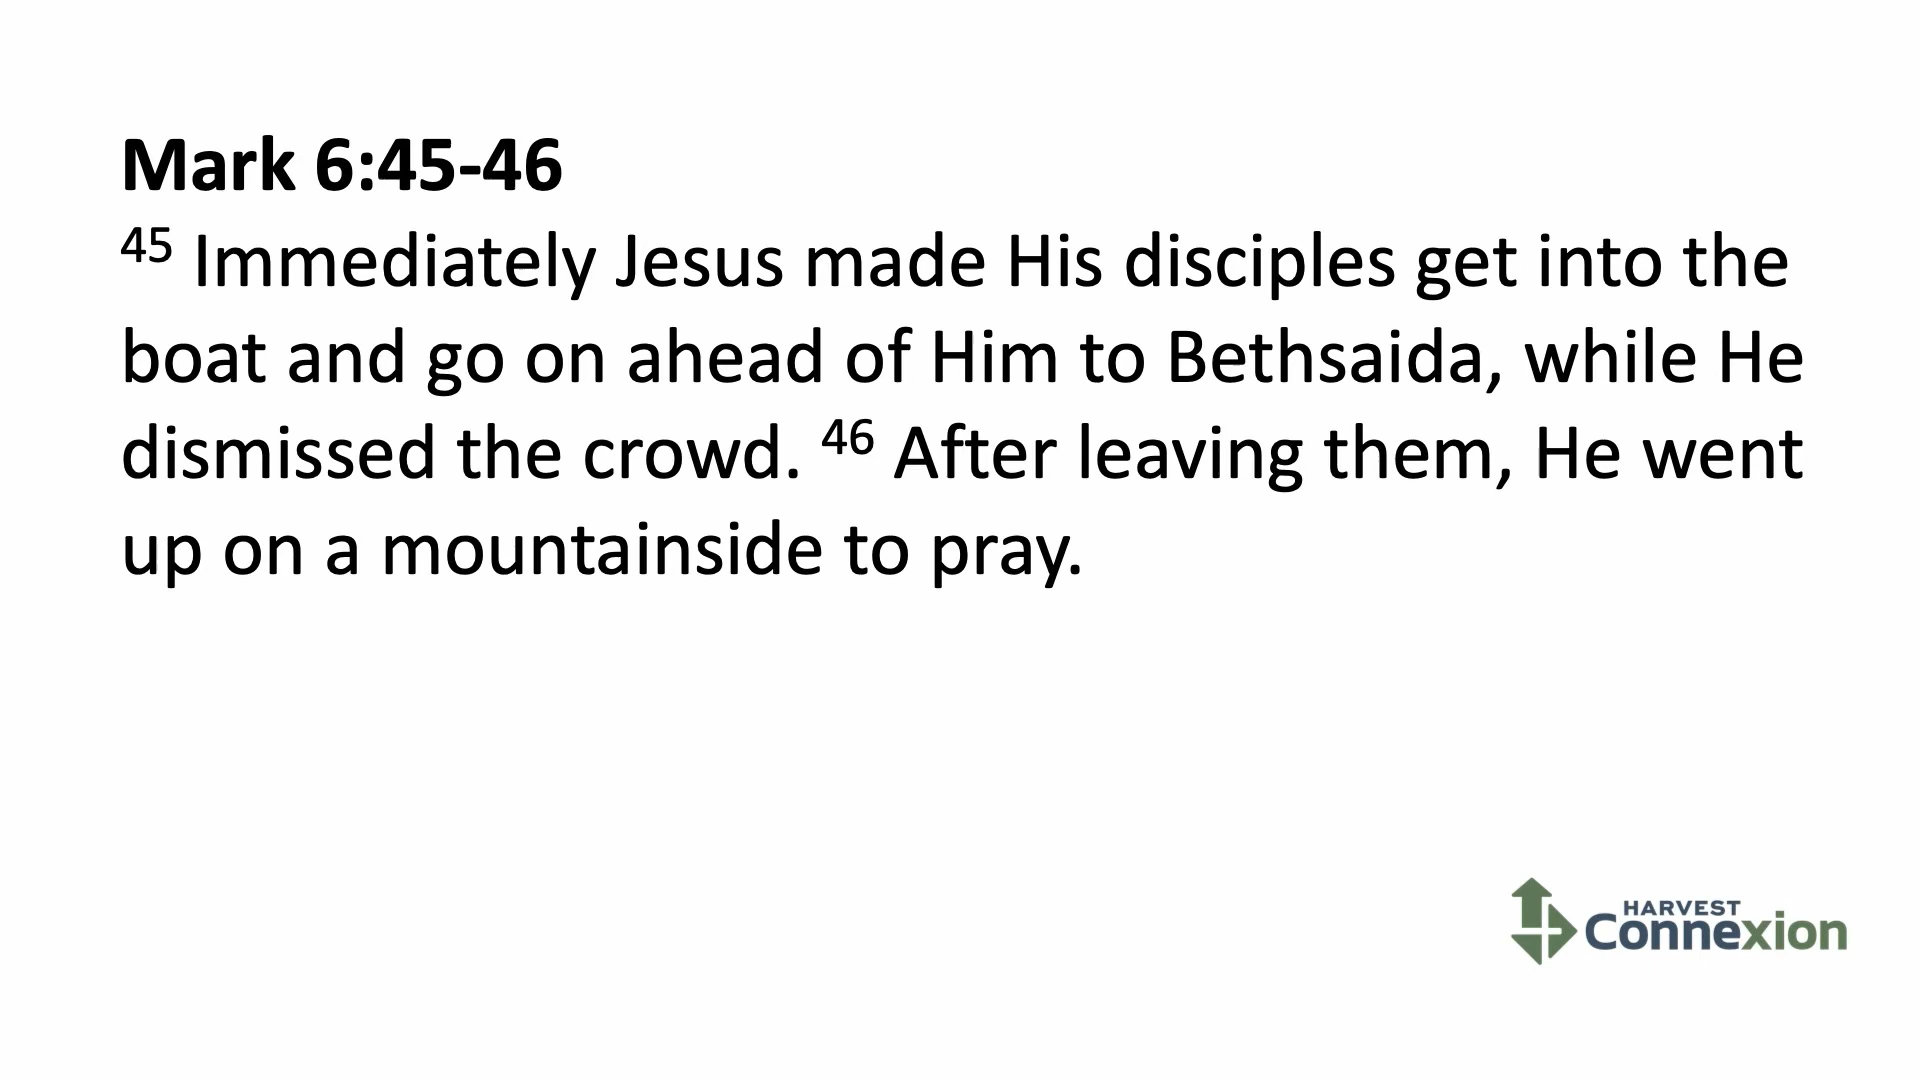 Mark 6:45-46
45 Immediately Jesus made His disciples get into the
boat and go on ahead of Him to Bethsaida, while He
dismissed the crowd. 46 After leaving them, He went
up on a mountainside to pray.
HARVEST
Connexion